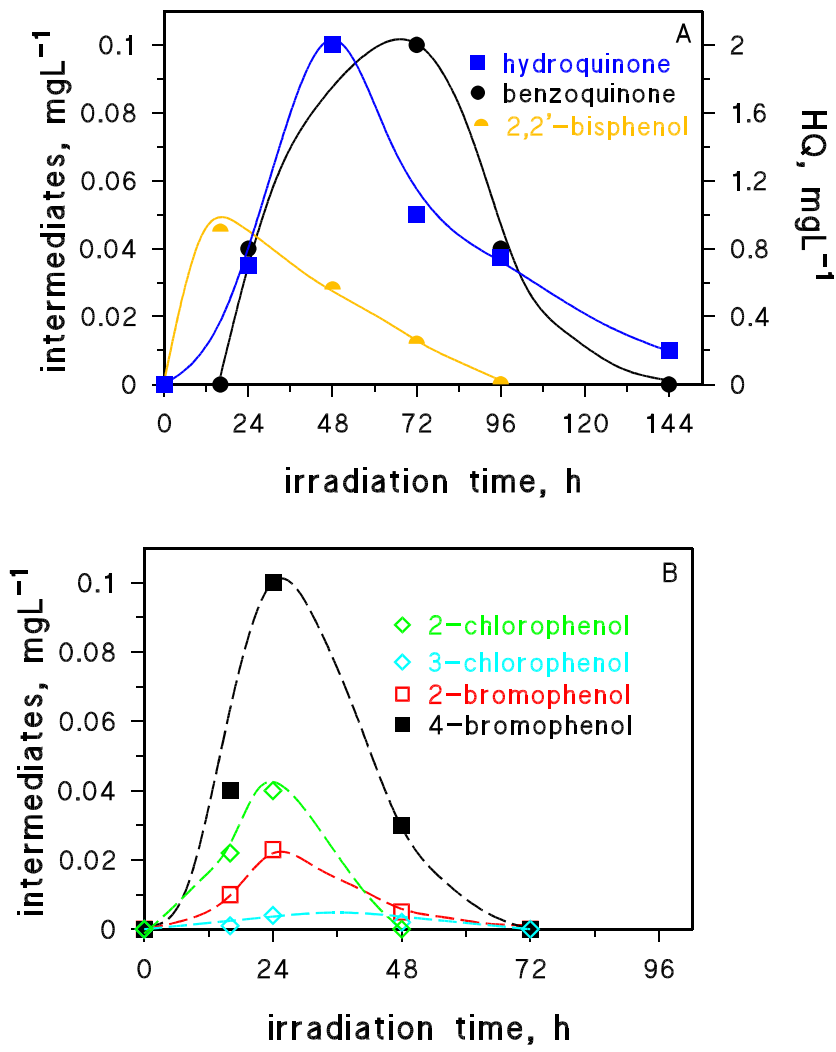 A
0.1
0.08
0.06
0.04
0.02
0
intermediates, mgL−1
hydroquinone
benzoquinone
2,2'−bisphenol
2
1.6
1.2
0.8
0.4
0
HQ, mgL−1
0 24 48 72 96 120 144
irradiation time, h
B
0.1
0.08
0.06
0.04
0.02
0
intermediates, mgL−1
2−chlorophenol
3−chlorophenol
2−bromophenol
4−bromophenol
0 24 48 72 96
irradiation time, h